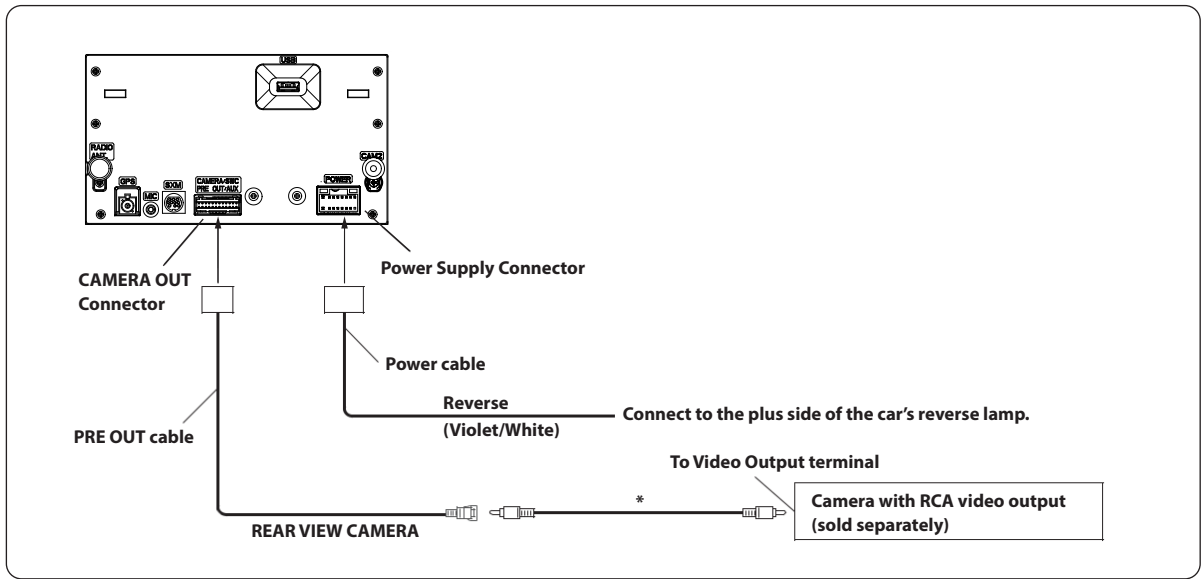 USB
RADIO
ANT.
CAM2
GPS
MIC
SXM
CAMERA/SWC
PRE OUT/AUX
POWER
CAMERA OUT
Connector
Power Supply Connector
Power cable
Reverse
(Violet/White)
Connect to the plus side of the car’s reverse lamp.
PRE OUT cable
To Video Output terminal
*
Camera with RCA video output
(sold separately)
REAR VIEW CAMERA